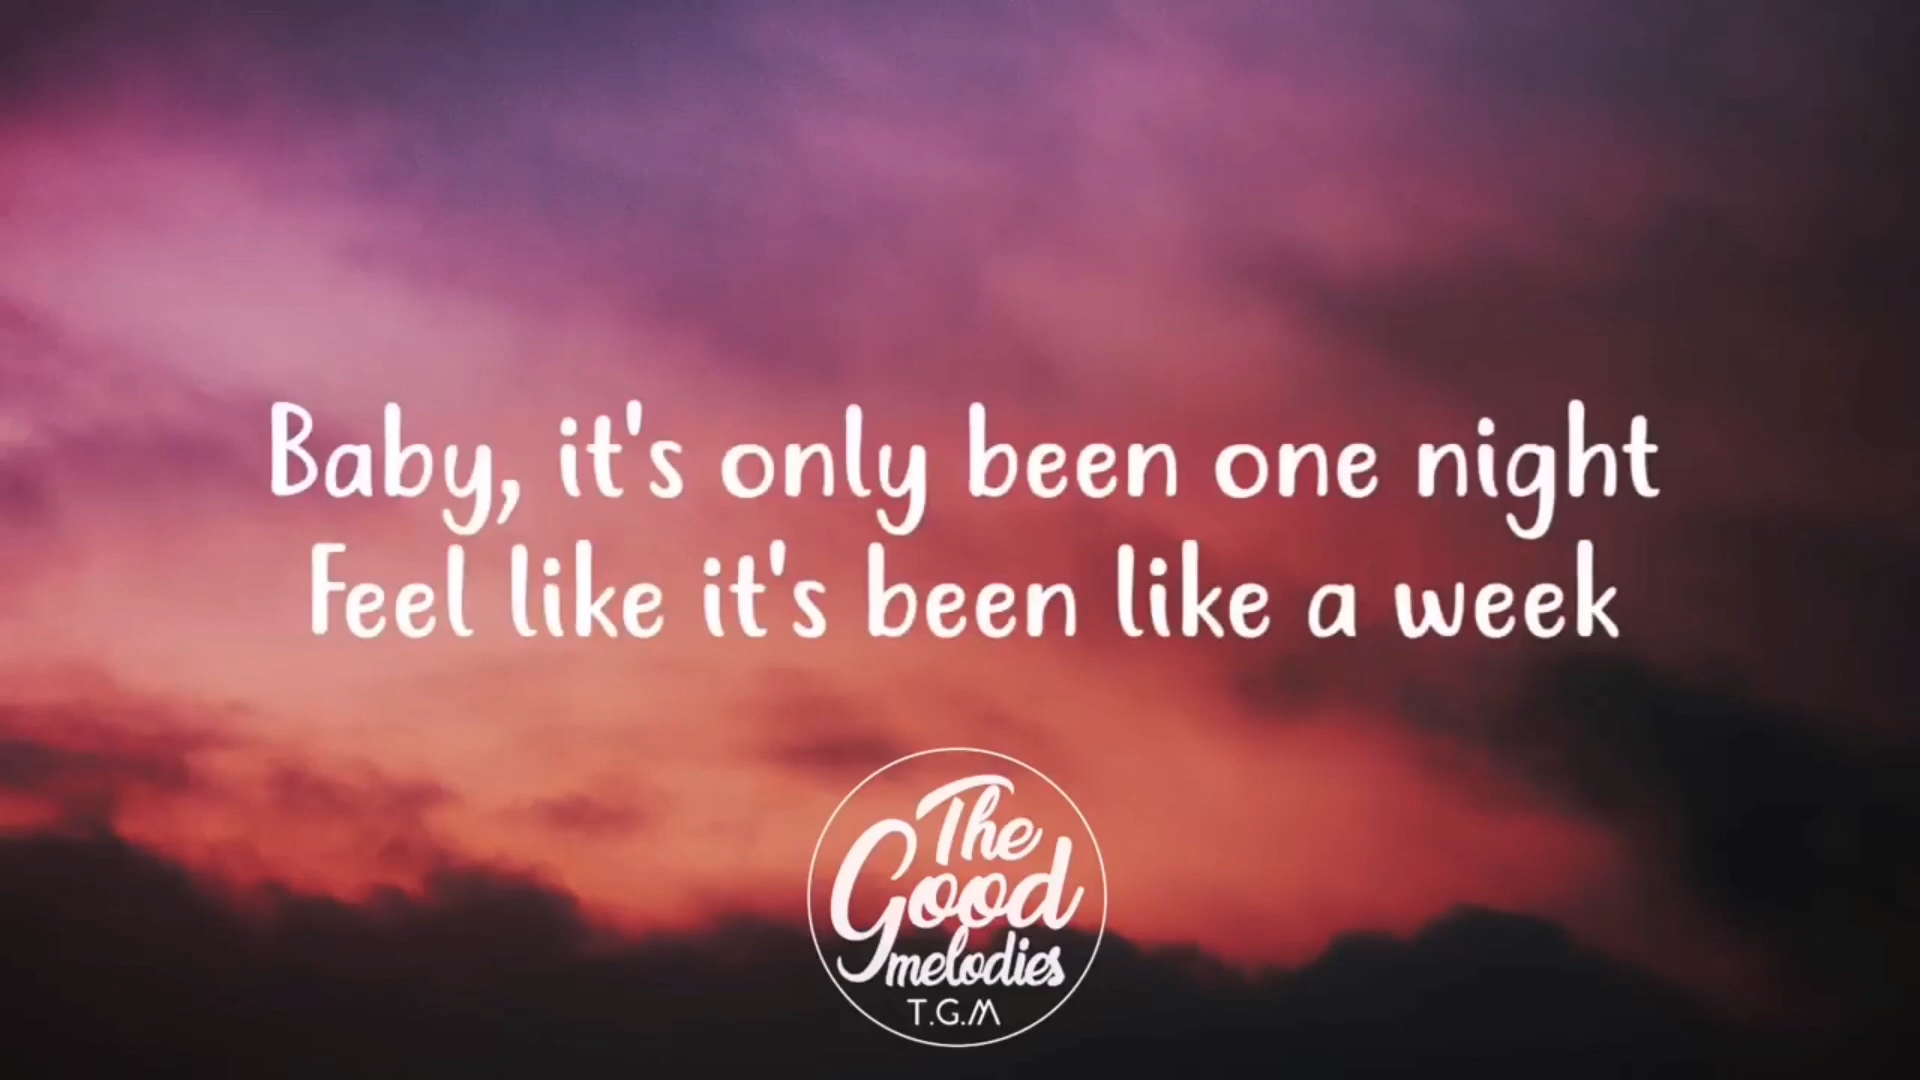 Baby, it's only been one night
Feel like it's been like a week
The
Good
melodies
T.G.M